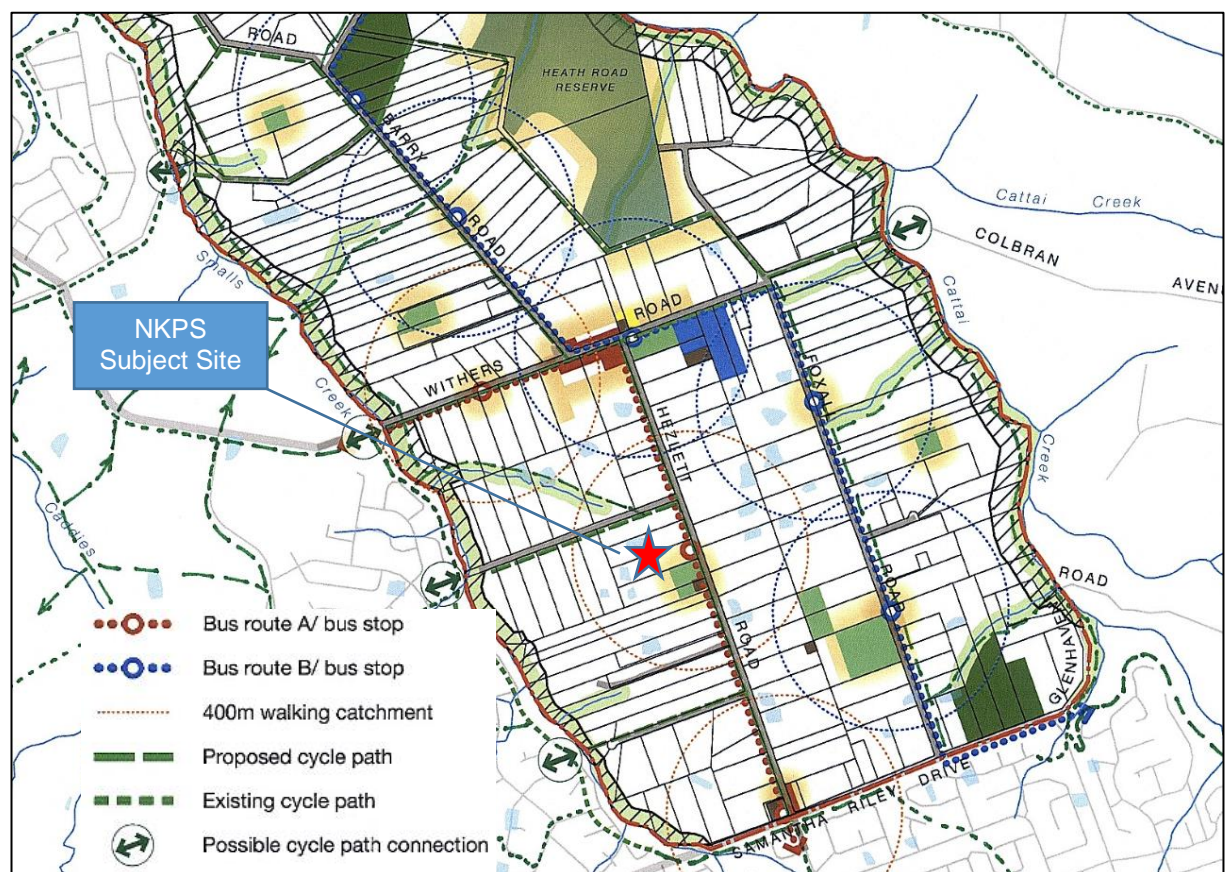 ROAD
HEATH ROAD
RESERVE
BARRY
ROAD
Cattai Creek
COLBRAN
AVEN
Smalls
Creek
Cattai
Creek
NKPS
Subject Site
ROAD
WITHERS
HEZLETT
ROAD
FOXALL
ROAD
Caddies
ROAD
GLENHAVEN
SAMANTHA RILEY DRIVE
Bus route A/ bus stop
Bus route B/ bus stop
400m walking catchment
Proposed cycle path
Existing cycle path
Possible cycle path connection